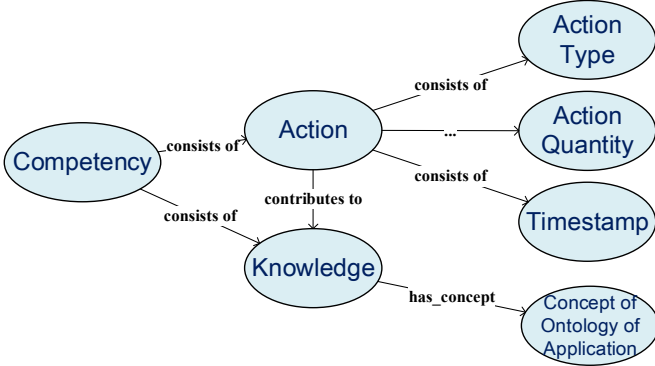 Action
Type
consists of
Action
Action
Quantity
...
consists of
Competency
consists of
Timestamp
consists of
contributes to
Knowledge
has_concept
Concept of
Ontology of
Application